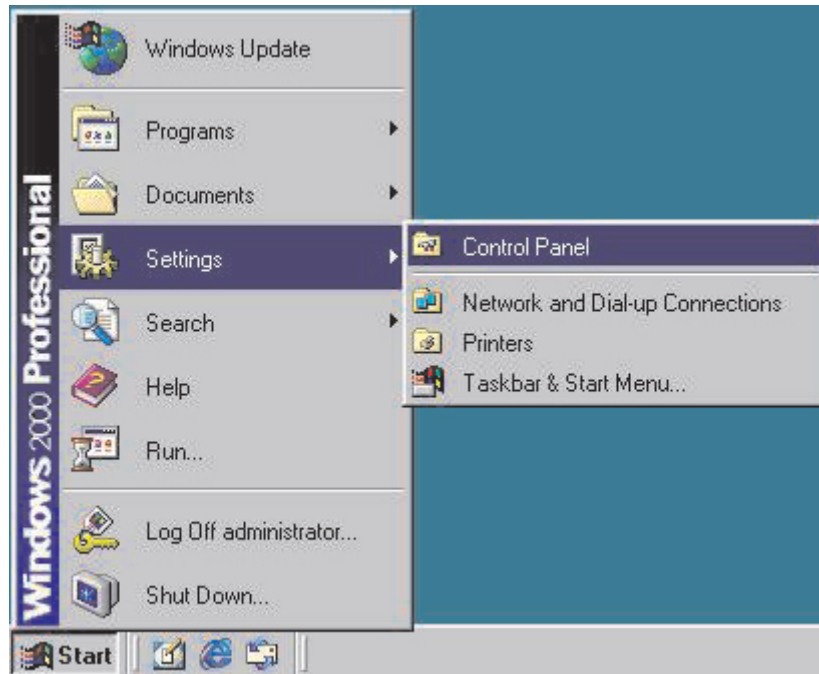 Windows Update
Programs
Documents
Settings
Search
Help
Run...
Log Off administrator...
Shut Down...
Windows 2000 Professional
Control Panel
Network and Dial-up Connections
Printers
Taskbar & Start Menu...
Start